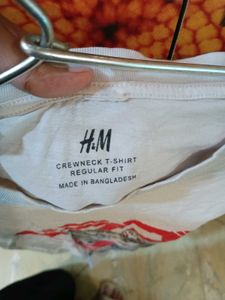 H&M
CREWNECK T-SHIRT
REGULAR FIT
MADE IN BANGLADESH